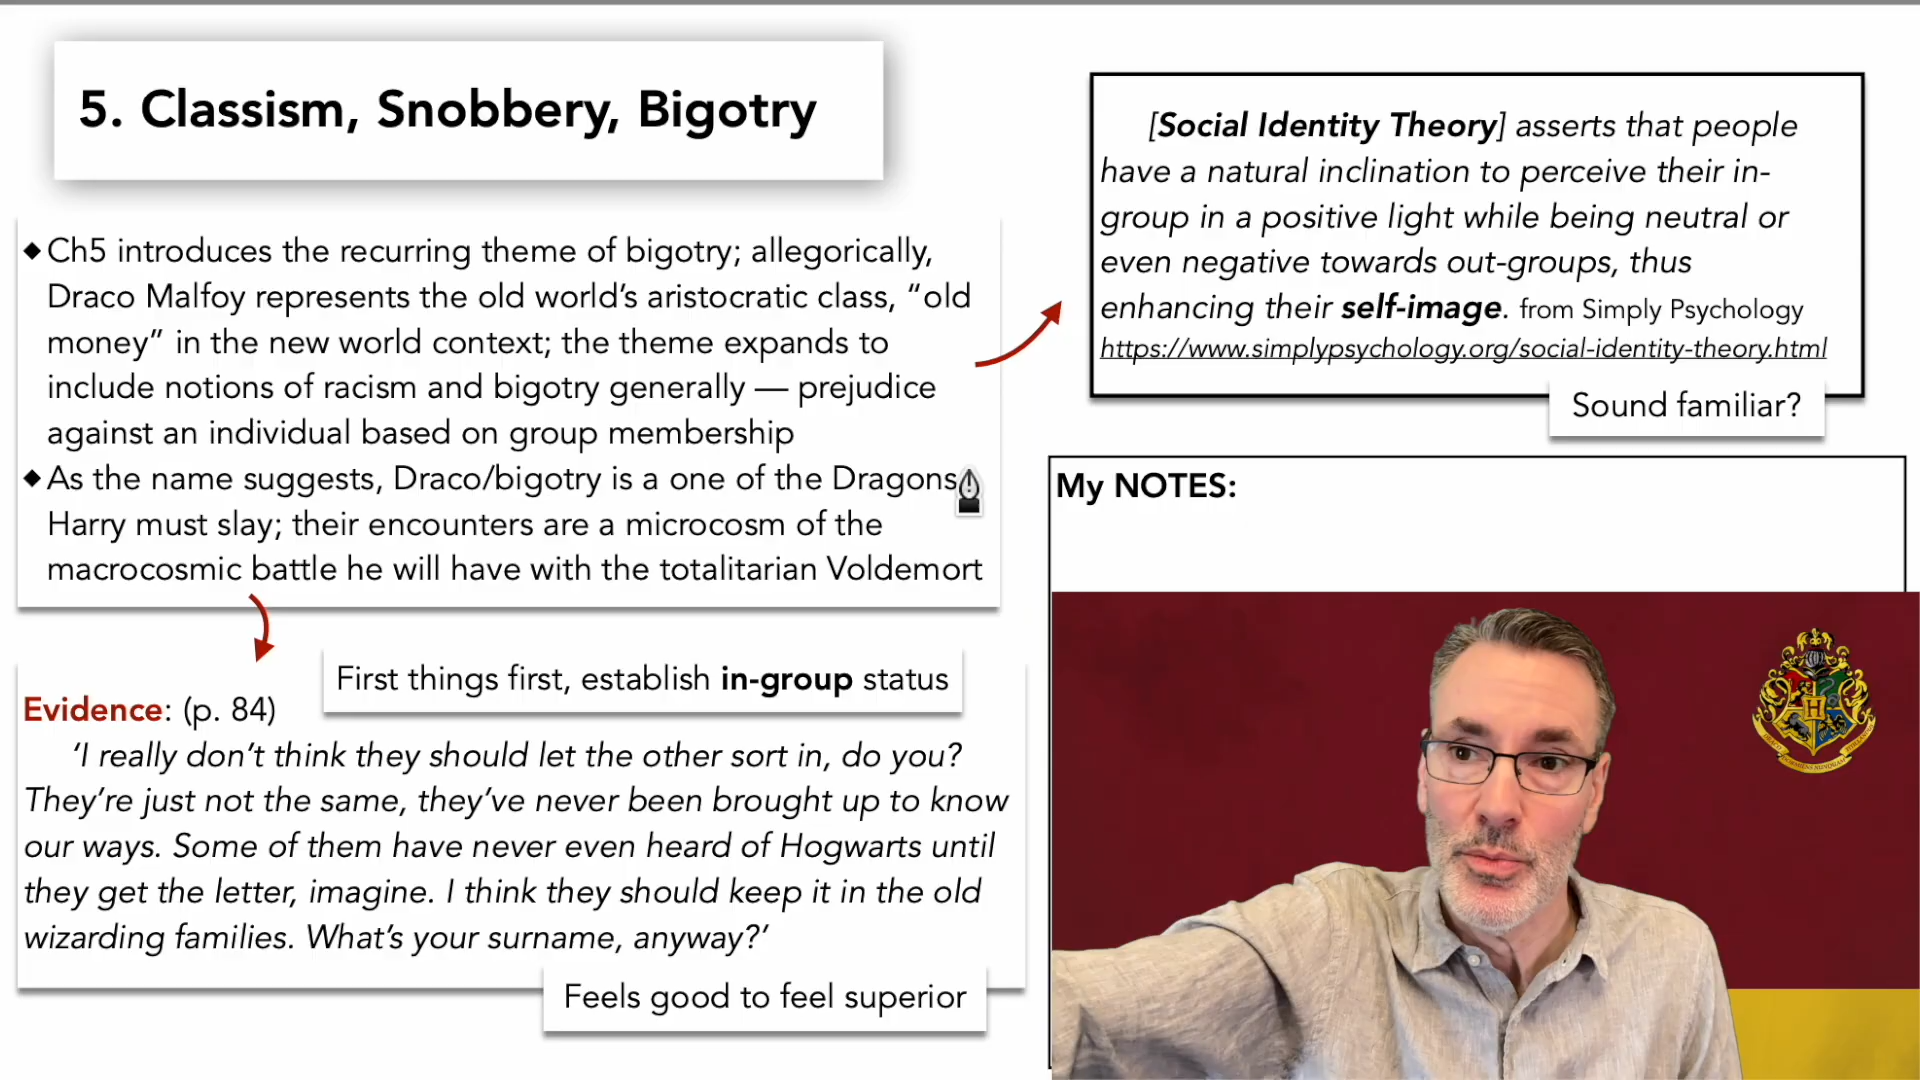 5. Classism, Snobbery, Bigotry
◆Ch5 introduces the recurring theme of bigotry; allegorically,
Draco Malfoy represents the old world’s aristocratic class, “old
money” in the new world context; the theme expands to
include notions of racism and bigotry generally — prejudice
against an individual based on group membership
◆As the name suggests, Draco/bigotry is a one of the Dragons
Harry must slay; their encounters are a microcosm of the
macrocosmic battle he will have with the totalitarian Voldemort
First things first, establish in-group status
Evidence: (p. 84)
‘I really don’t think they should let the other sort in, do you?
They’re just not the same, they’ve never been brought up to know
our ways. Some of them have never even heard of Hogwarts until
they get the letter, imagine. I think they should keep it in the old
wizarding families. What’s your surname, anyway?’
Feels good to feel superior
[Social Identity Theory] asserts that people
have a natural inclination to perceive their in-
group in a positive light while being neutral or
even negative towards out-groups, thus
enhancing their self-image. from Simply Psychology
https://www.simplypsychology.org/social-identity-theory.html
Sound familiar?
My NOTES:
H